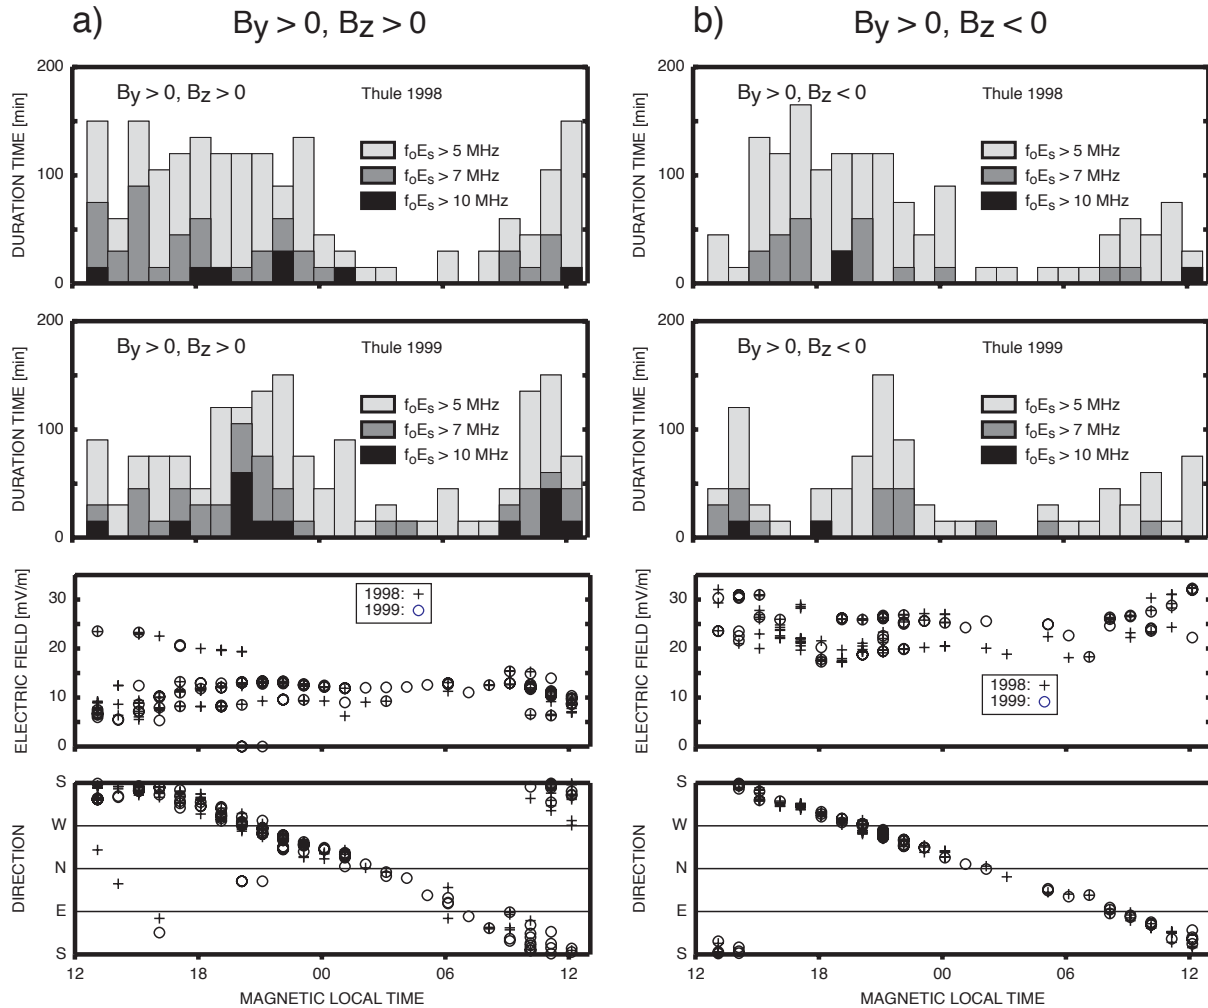 a) By > 0, Bz > 0
b) By > 0, Bz < 0
200
By > 0, Bz > 0
Thule 1998
foEs > 5 MHz
foEs > 7 MHz
foEs > 10 MHz
100
0
DURATION TIME [min]
200
By > 0, Bz < 0
Thule 1998
foEs > 5 MHz
foEs > 7 MHz
foEs > 10 MHz
100
0
DURATION TIME [min]
200
By > 0, Bz > 0
Thule 1999
foEs > 5 MHz
foEs > 7 MHz
foEs > 10 MHz
100
0
DURATION TIME [min]
200
By > 0, Bz < 0
Thule 1999
foEs > 5 MHz
foEs > 7 MHz
foEs > 10 MHz
100
0
DURATION TIME [min]
30
20
10
0
ELECTRIC FIELD [mV/m]
1998: +
1999: ○
30
20
10
0
ELECTRIC FIELD [mV/m]
1998: +
1999: ○
S
W
N
E
S
DIRECTION
12 18 00 06 12
MAGNETIC LOCAL TIME
S
W
N
E
S
DIRECTION
12 18 00 06 12
MAGNETIC LOCAL TIME